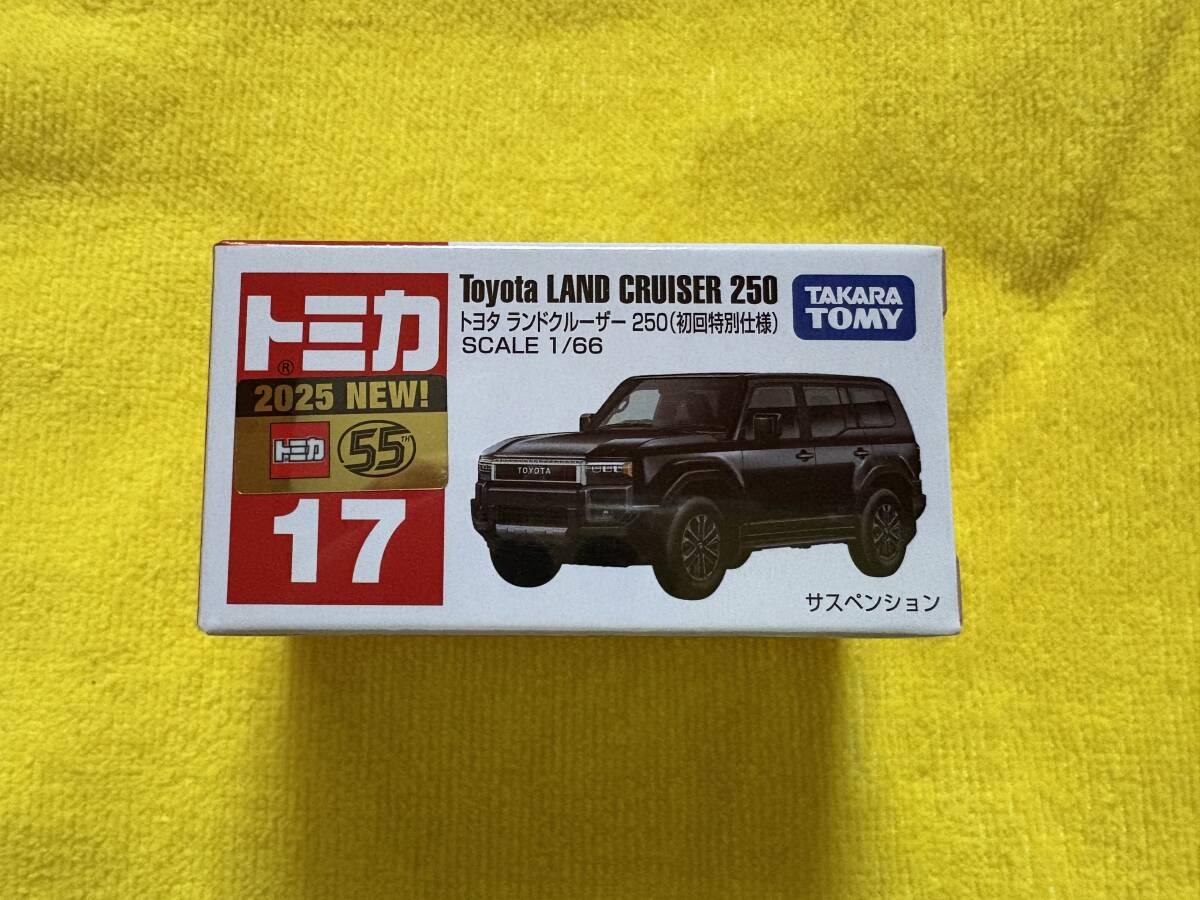 トミカ
®
2025 NEW!
トミカ 55TH
17
Toyota LAND CRUISER 250
トヨタ ランドクルーザー 250(初回特別仕様)
SCALE 1/66
TAKARA
TOMY
TOYOTA
サスペンション